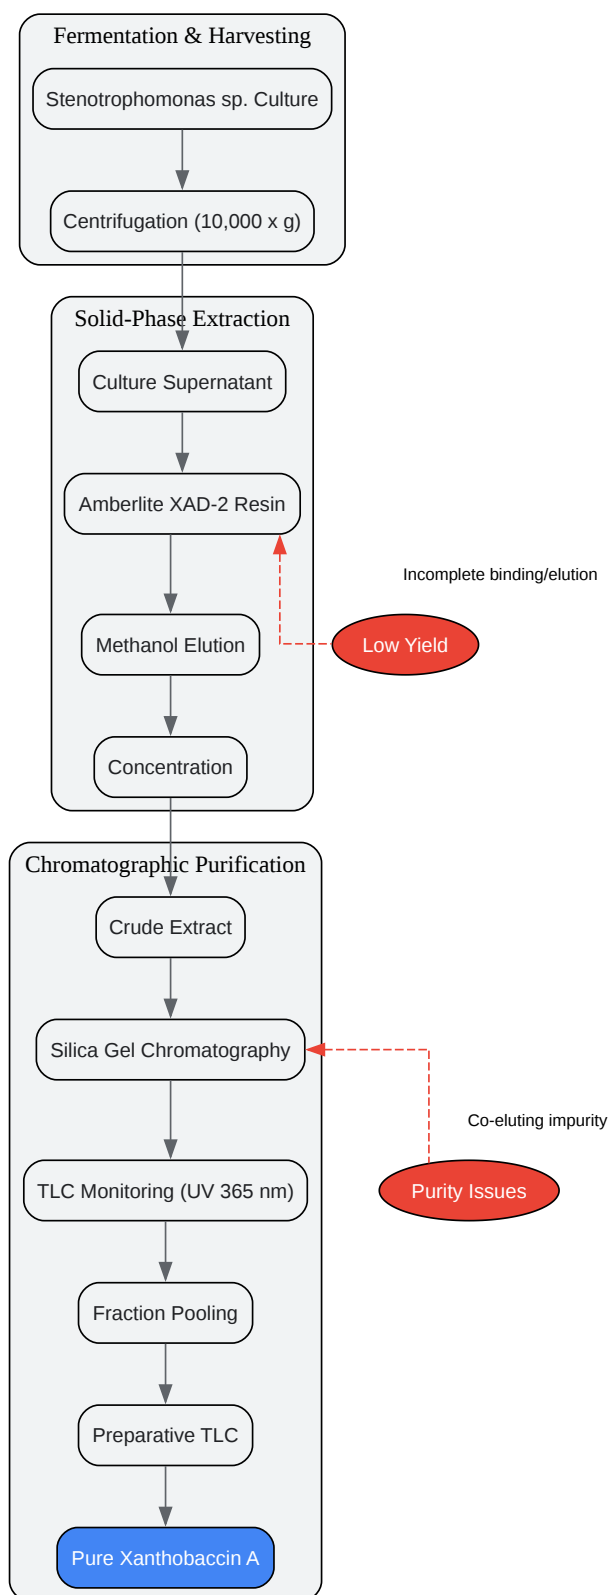 Fermentation & Harvesting
Stenotrophomonas sp. Culture
Centrifugation (10,000 x g)
Solid-Phase Extraction
Culture Supernatant
Amberlite XAD-2 Resin
Incomplete binding/elution
Methanol Elution
Low Yield
Concentration
Chromatographic Purification
Crude Extract
Silica Gel Chromatography
Co-eluting impurity
TLC Monitoring (UV 365 nm)
Purity Issues
Fraction Pooling
Preparative TLC
Pure Xanthobaccin A